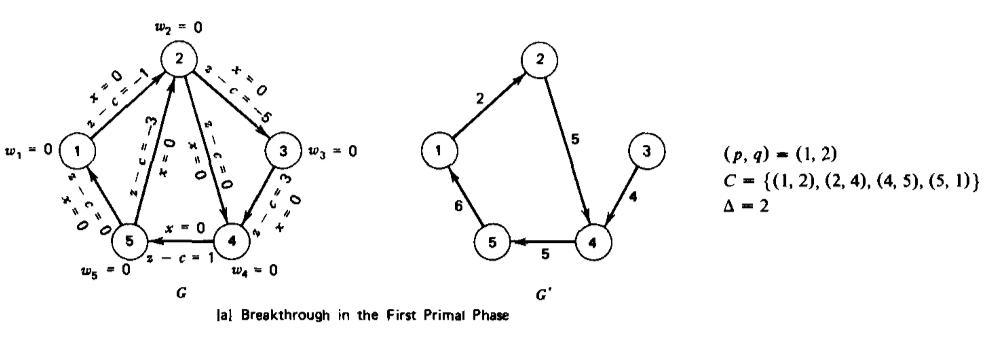 w₂ = 0
2
x = 0
z − c = −1
x = 0
z − c = −5
z − c = −3
x = 0
z − c = 0
x = 0
w₁ = 0
1
3
w₃ = 0
z − c = 0
x = 0
z − c = 3
x = 0
5
x = 0
4
z − c = 1
w₅ = 0
w₄ = 0
G
2
2
5
1
3
6
4
5
5
4
G'
(p, q) = (1, 2)
C = {(1, 2), (2, 4), (4, 5), (5, 1)}
Δ = 2
[a] Breakthrough in the First Primal Phase